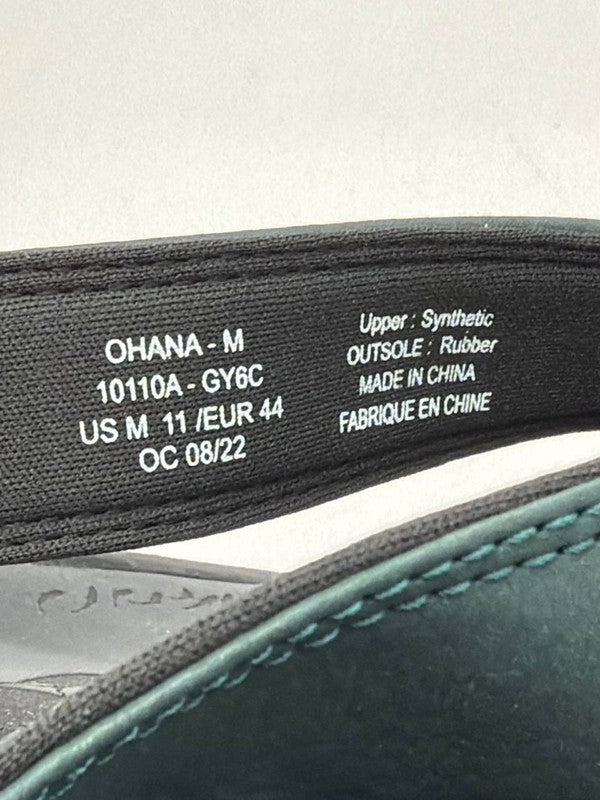 OHANA - M
10110A - GY6C
US M 11 /EUR 44
OC 08/22
Upper : Synthetic
OUTSOLE : Rubber
MADE IN CHINA
FABRIQUE EN CHINE